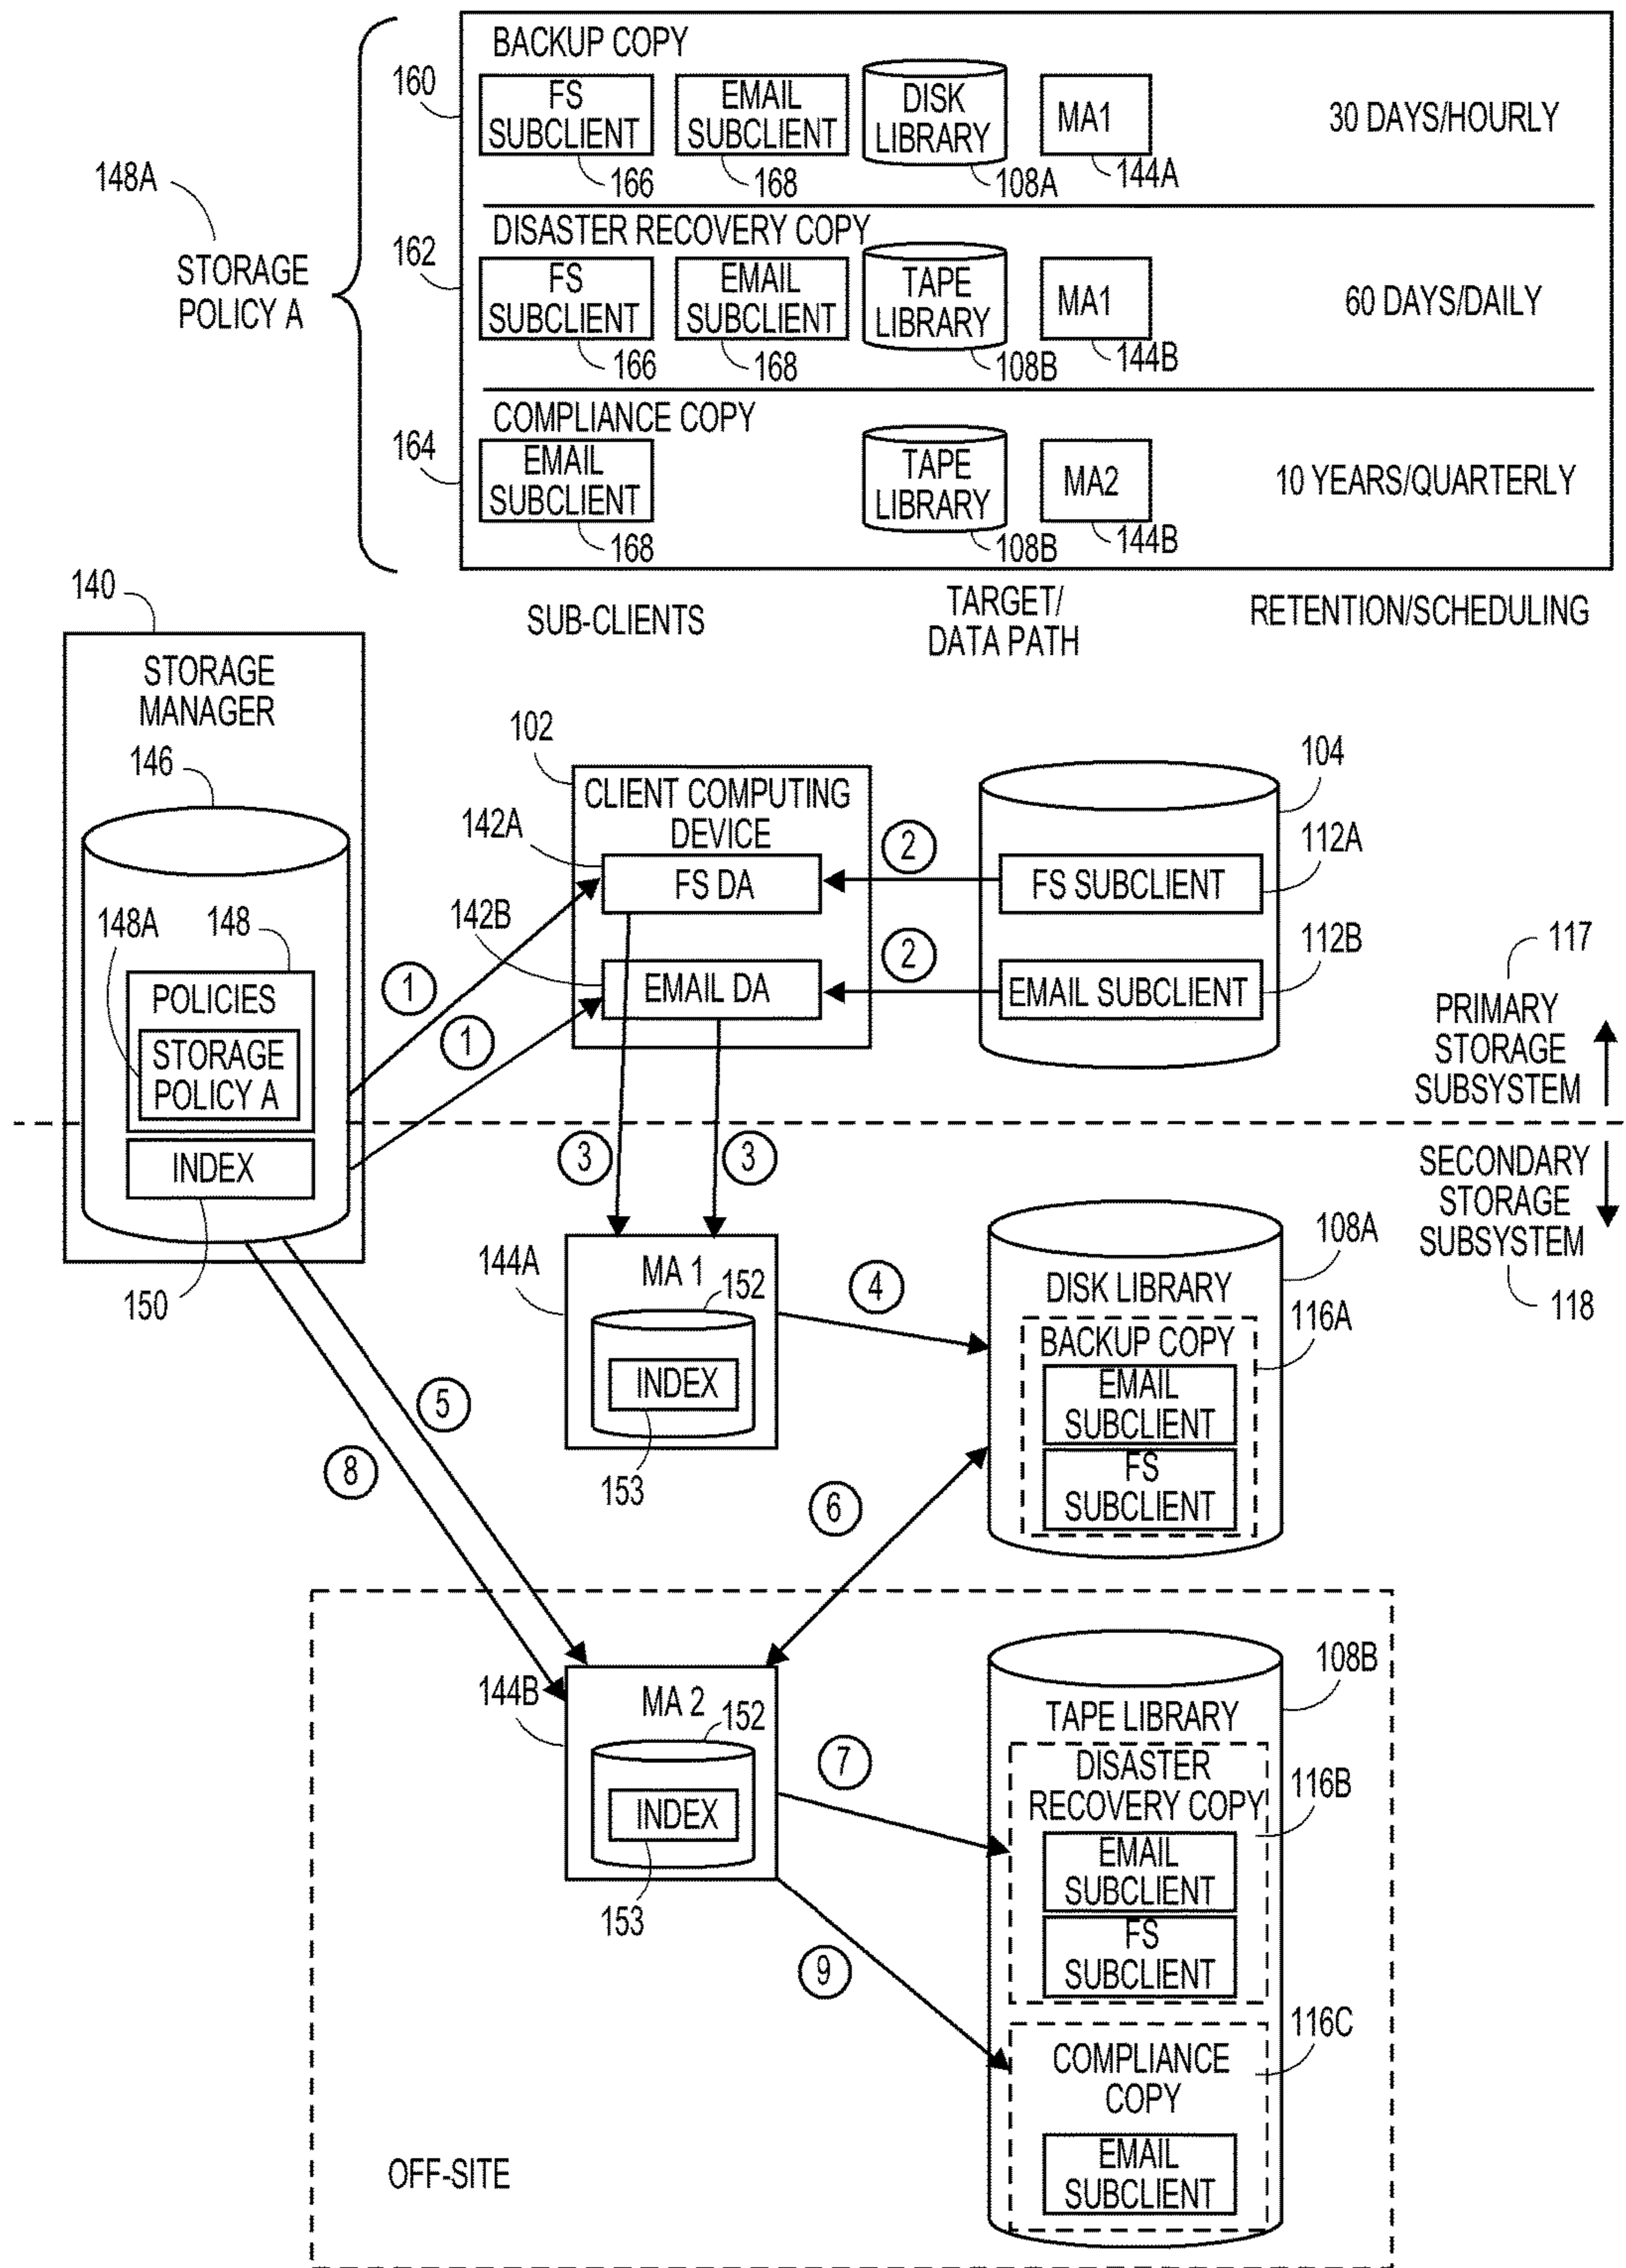 BACKUP COPY
160
FS
SUBCLIENT
166
EMAIL
SUBCLIENT
168
DISK
LIBRARY
108A
MA1
144A
30 DAYS/HOURLY
148A
STORAGE
POLICY A
DISASTER RECOVERY COPY
162
FS
SUBCLIENT
166
EMAIL
SUBCLIENT
168
TAPE
LIBRARY
108B
MA1
144B
60 DAYS/DAILY
COMPLIANCE COPY
164
EMAIL
SUBCLIENT
168
TAPE
LIBRARY
108B
MA2
144B
10 YEARS/QUARTERLY
SUB-CLIENTS
TARGET/
DATA PATH
RETENTION/SCHEDULING
140
STORAGE
MANAGER
146
148A
148
POLICIES
STORAGE
POLICY A
INDEX
150
102
CLIENT COMPUTING
DEVICE
142A
FS DA
142B
EMAIL DA
1
1
2
2
104
FS SUBCLIENT
112A
EMAIL SUBCLIENT
112B
117
PRIMARY
STORAGE
SUBSYSTEM
SECONDARY
STORAGE
SUBSYSTEM
118
3
3
144A
MA 1
152
INDEX
153
4
108A
DISK LIBRARY
116A
BACKUP COPY
EMAIL
SUBCLIENT
FS
SUBCLIENT
5
8
6
144B
MA 2
152
INDEX
153
7
9
108B
TAPE LIBRARY
DISASTER
RECOVERY COPY
116B
EMAIL
SUBCLIENT
FS
SUBCLIENT
116C
COMPLIANCE
COPY
EMAIL
SUBCLIENT
OFF-SITE